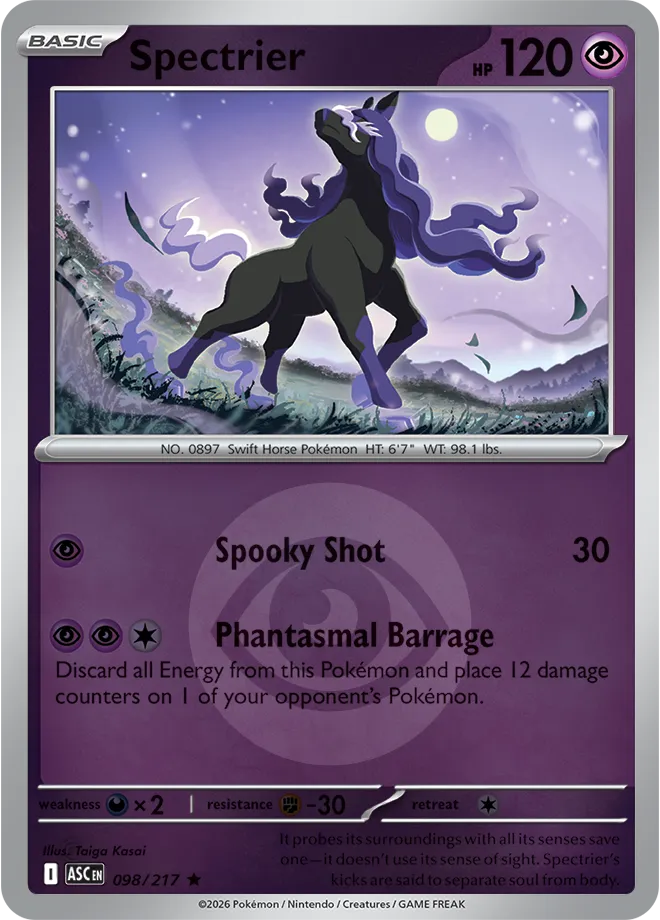 BASIC
Spectrier
HP 120
NO. 0897 Swift Horse Pokémon HT: 6'7" WT: 98.1 lbs.
Spooky Shot 30
Phantasmal Barrage
Discard all Energy from this Pokémon and place 12 damage
counters on 1 of your opponent's Pokémon.
weakness ×2 resistance -30 retreat
Illus. Taiga Kasai
It probes its surroundings with all its senses save
one—it doesn't use its sense of sight. Spectrier's
kicks are said to separate soul from body.
I ASC EN 098/217 ★
©2026 Pokémon / Nintendo / Creatures / GAME FREAK